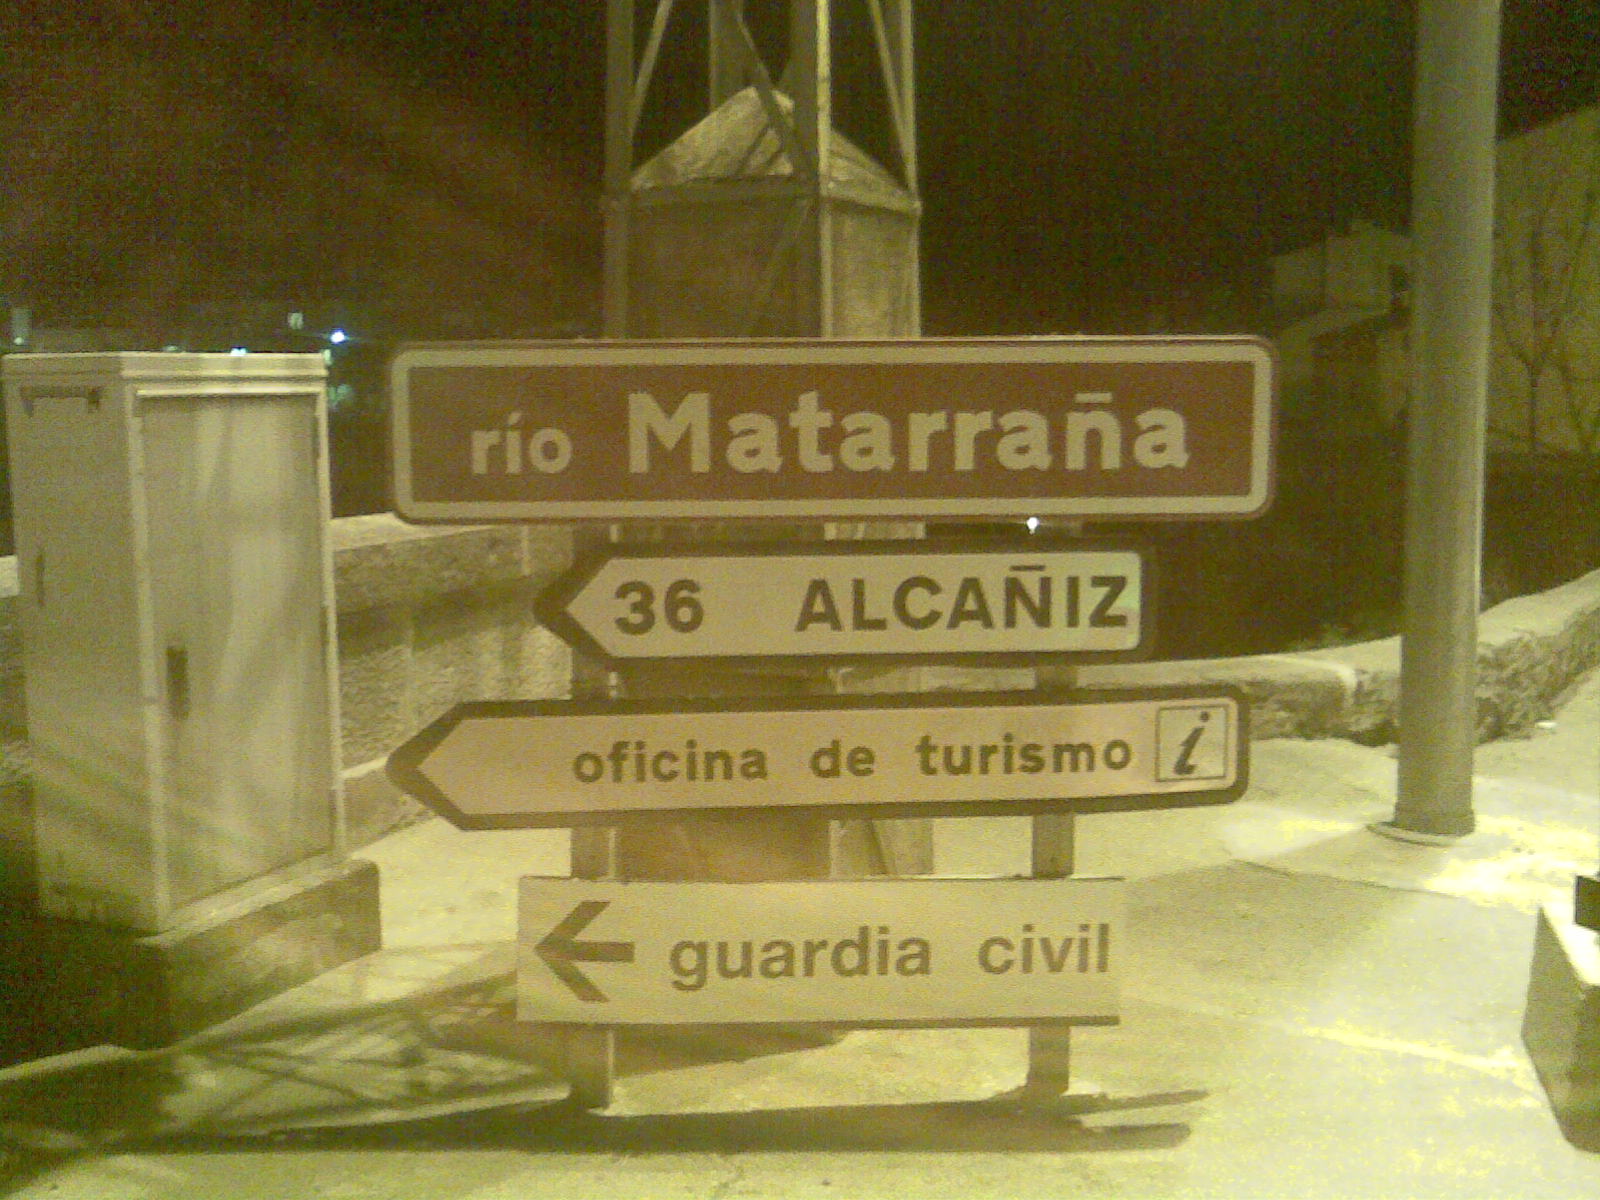 río Matarraña
36 ALCAÑIZ
oficina de turismo i
guardia civil